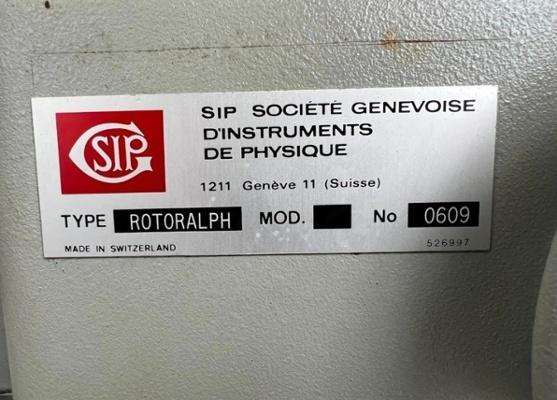 SIP
SIP SOCIÉTÉ GENEVOISE
D'INSTRUMENTS
DE PHYSIQUE
1211 Genève 11 (Suisse)
TYPE ROTORALPH MOD. No 0609
MADE IN SWITZERLAND 526997